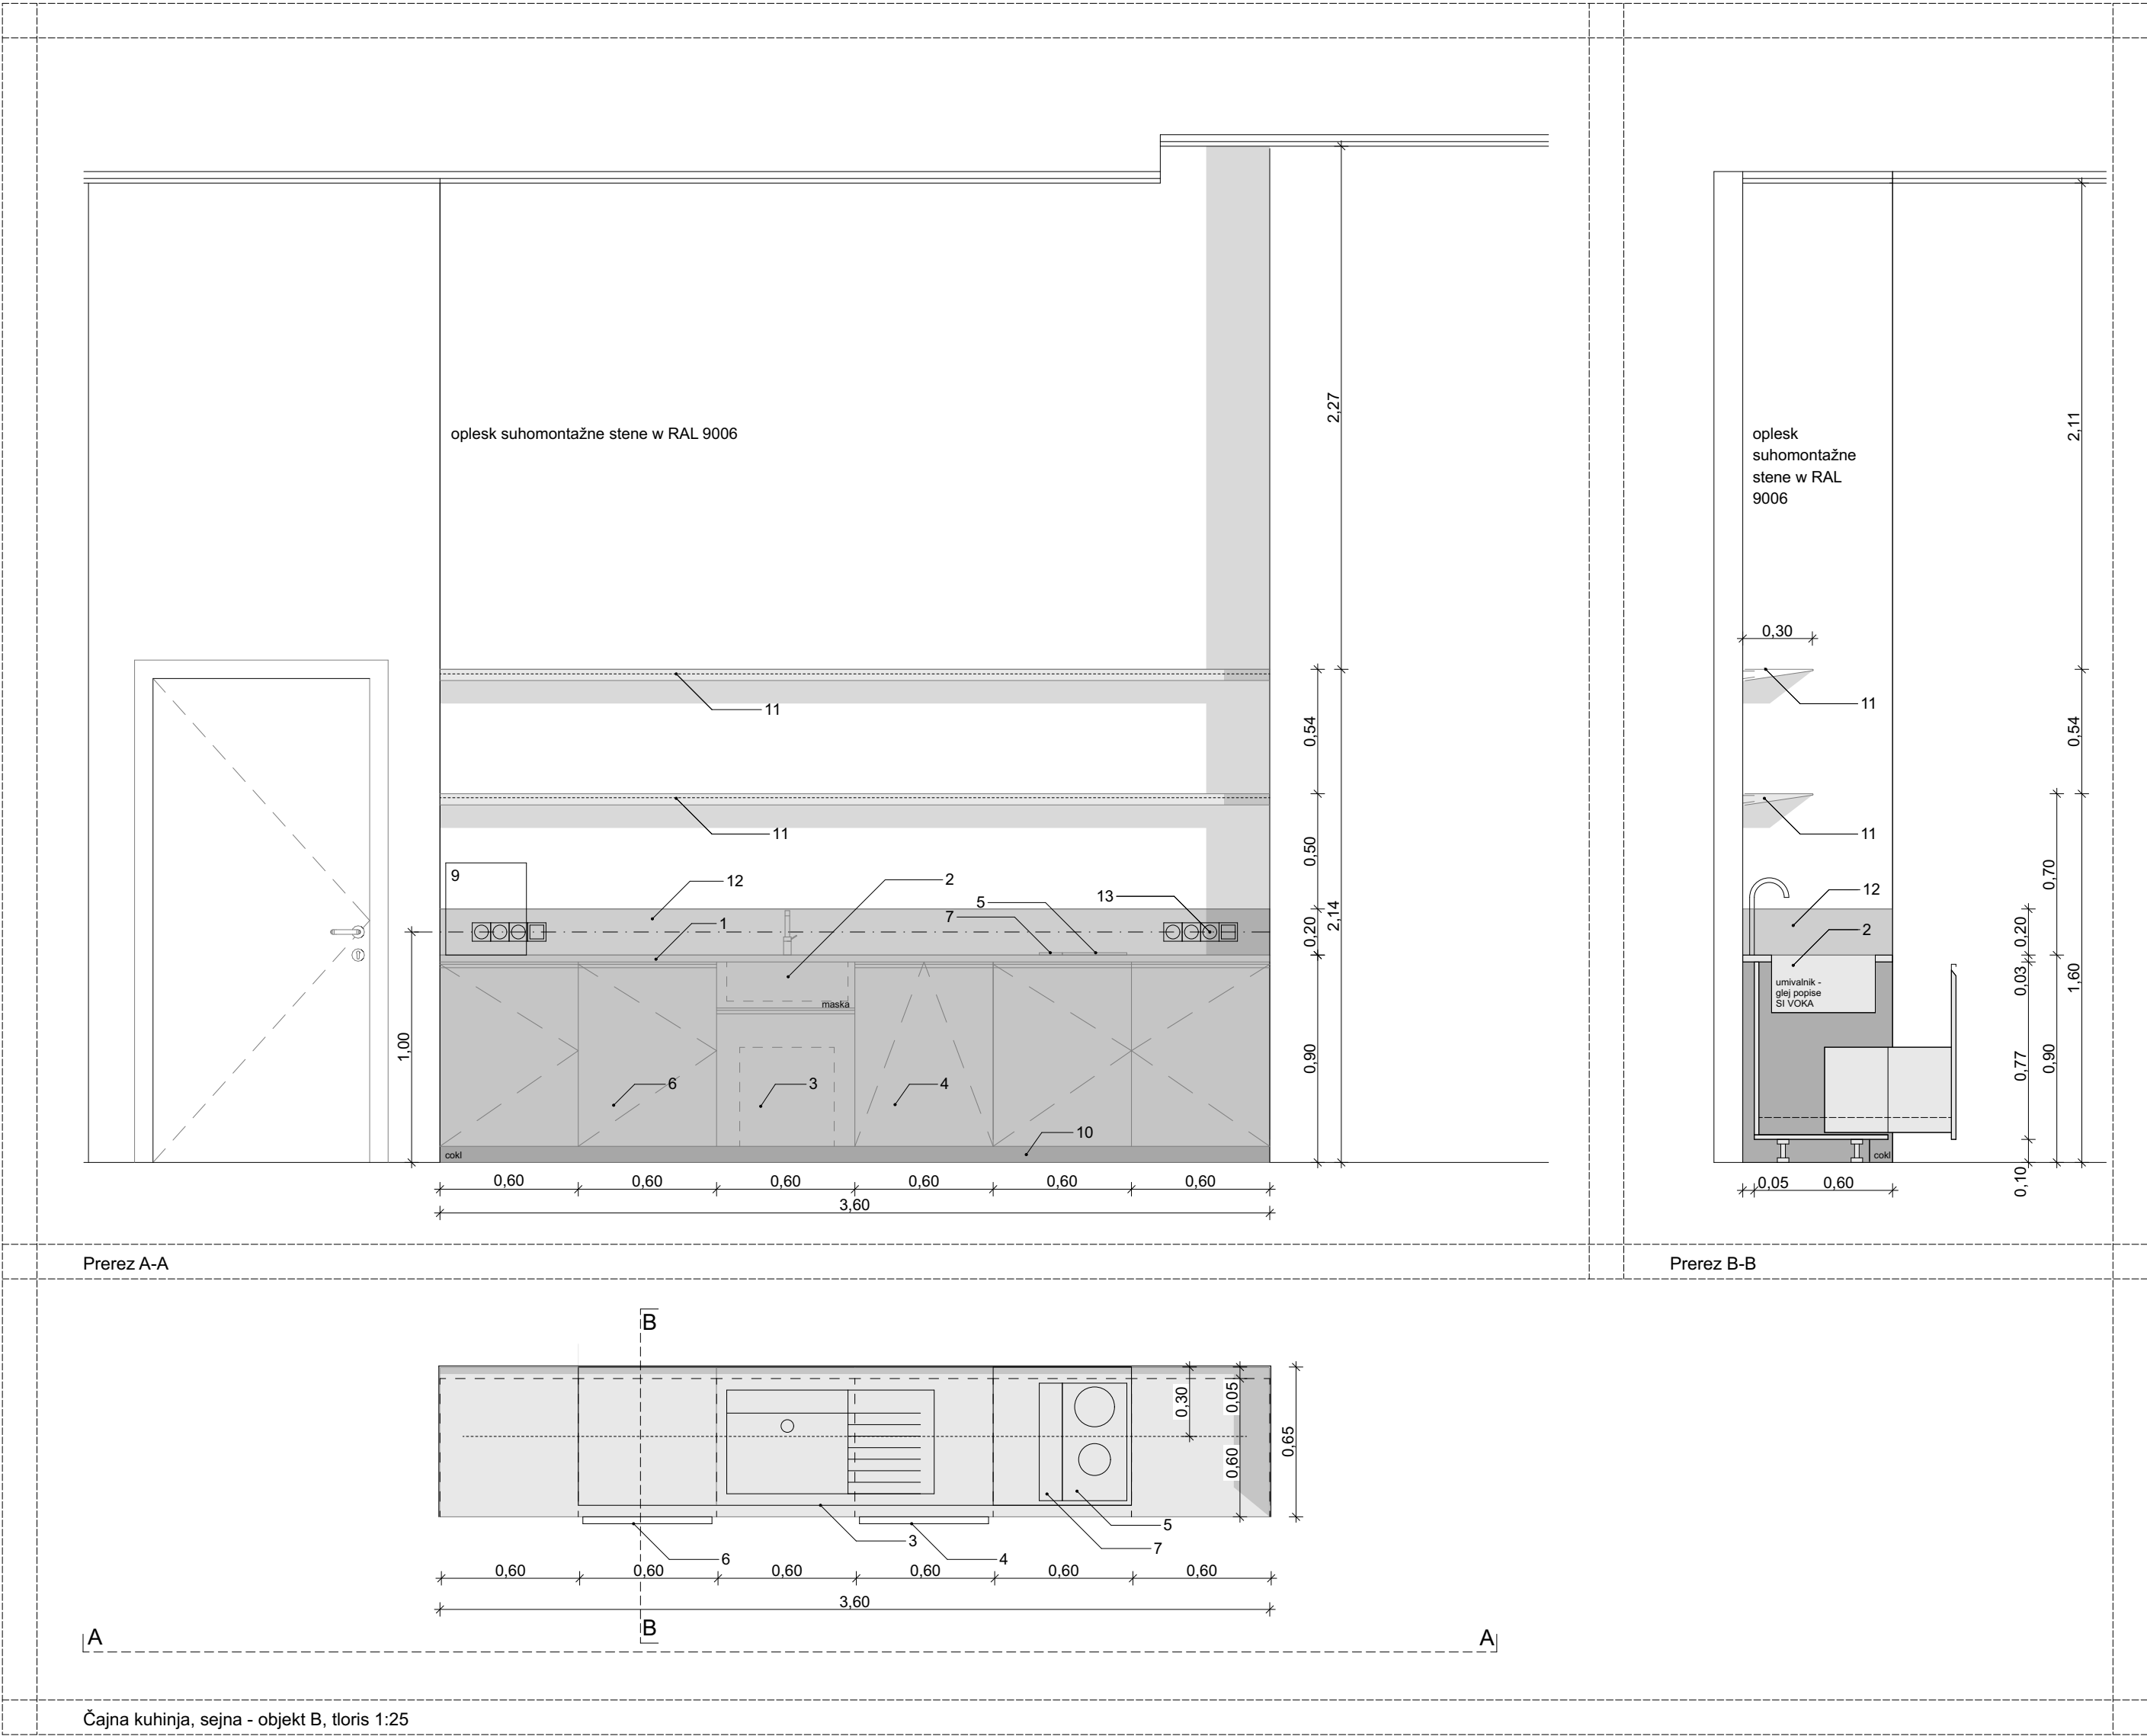 oplesk suhomontažne stene w RAL 9006
2,27
11
0,54
11
0,50
9
12
2
5
13
7
1
0,20
2,14
maska
1,00
6
3
4
0,90
10
cokl
0,60 0,60 0,60 0,60 0,60 0,60
3,60
Prerez A-A
oplesk
suhomontažne
stene w RAL
9006
2,11
0,30
11
0,54
11
0,70
12
0,20
2
0,03
1,60
umivalnik -
glej popise
SI VOKA
0,77
0,90
cokl
0,10
0,05 0,60
Prerez B-B
B
0,30
0,05
0,65
0,60
5
3
7
6
4
0,60 0,60 0,60 0,60 0,60 0,60
3,60
B
A A
Čajna kuhinja, sejna - objekt B, tloris 1:25